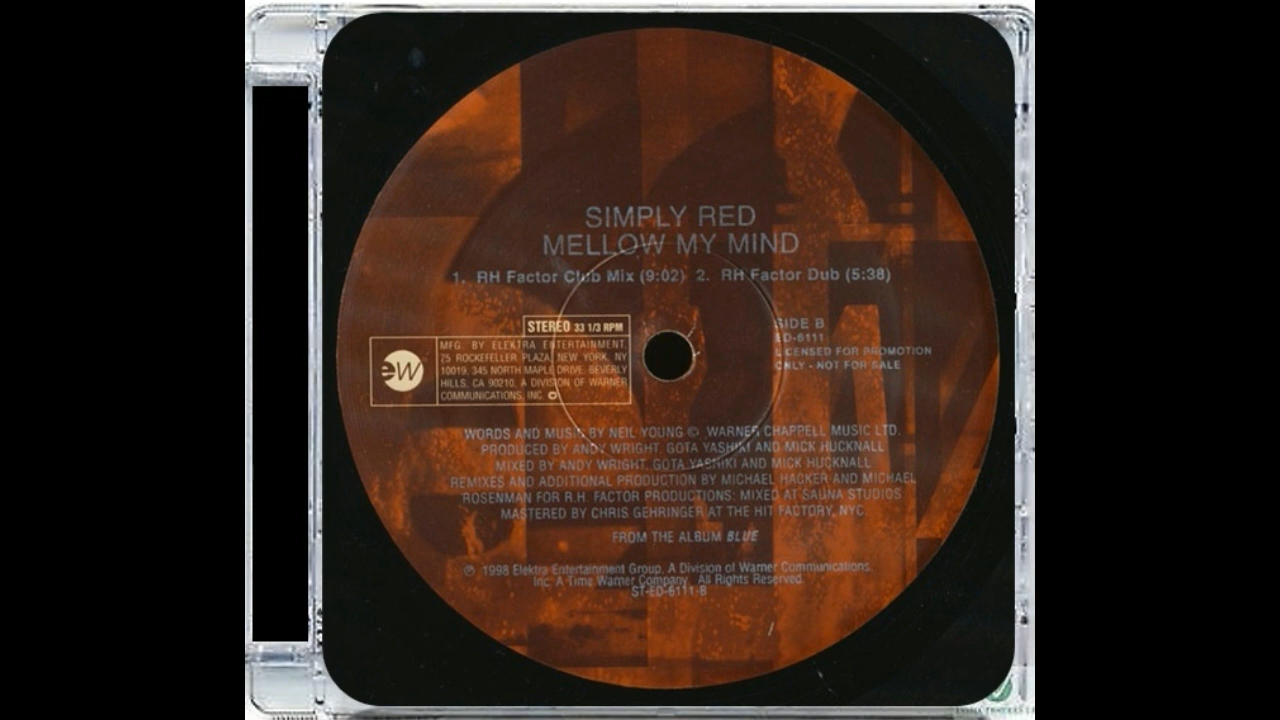 SIMPLY RED
MELLOW MY MIND
1. RH Factor Club Mix (9:02) 2. RH Factor Dub (5:38)
STEREO 33 1/3 RPM
ew
MFG. BY ELEKTRA ENTERTAINMENT,
75 ROCKEFELLER PLAZA, NEW YORK, NY
10019, 345 NORTH MAPLE DRIVE, BEVERLY
HILLS, CA 90210, A DIVISION OF WARNER
COMMUNICATIONS, INC.
SIDE B
ED-6111
LICENSED FOR PROMOTION
ONLY - NOT FOR SALE
WORDS AND MUSIC BY NEIL YOUNG © WARNER CHAPPELL MUSIC LTD.
PRODUCED BY ANDY WRIGHT, GOTA YASHIKI AND MICK HUCKNALL
MIXED BY ANDY WRIGHT, GOTA YASHIKI AND MICK HUCKNALL
REMIXES AND ADDITIONAL PRODUCTION BY MICHAEL HACKER AND MICHAEL
ROSENMAN FOR R.H. FACTOR PRODUCTIONS: MIXED AT SAUNA STUDIOS
MASTERED BY CHRIS GEHRINGER AT THE HIT FACTORY, NYC.
FROM THE ALBUM BLUE
℗ 1998 Elektra Entertainment Group, A Division of Warner Communications,
Inc. A Time Warner Company. All Rights Reserved.
ST-ED-6111-B